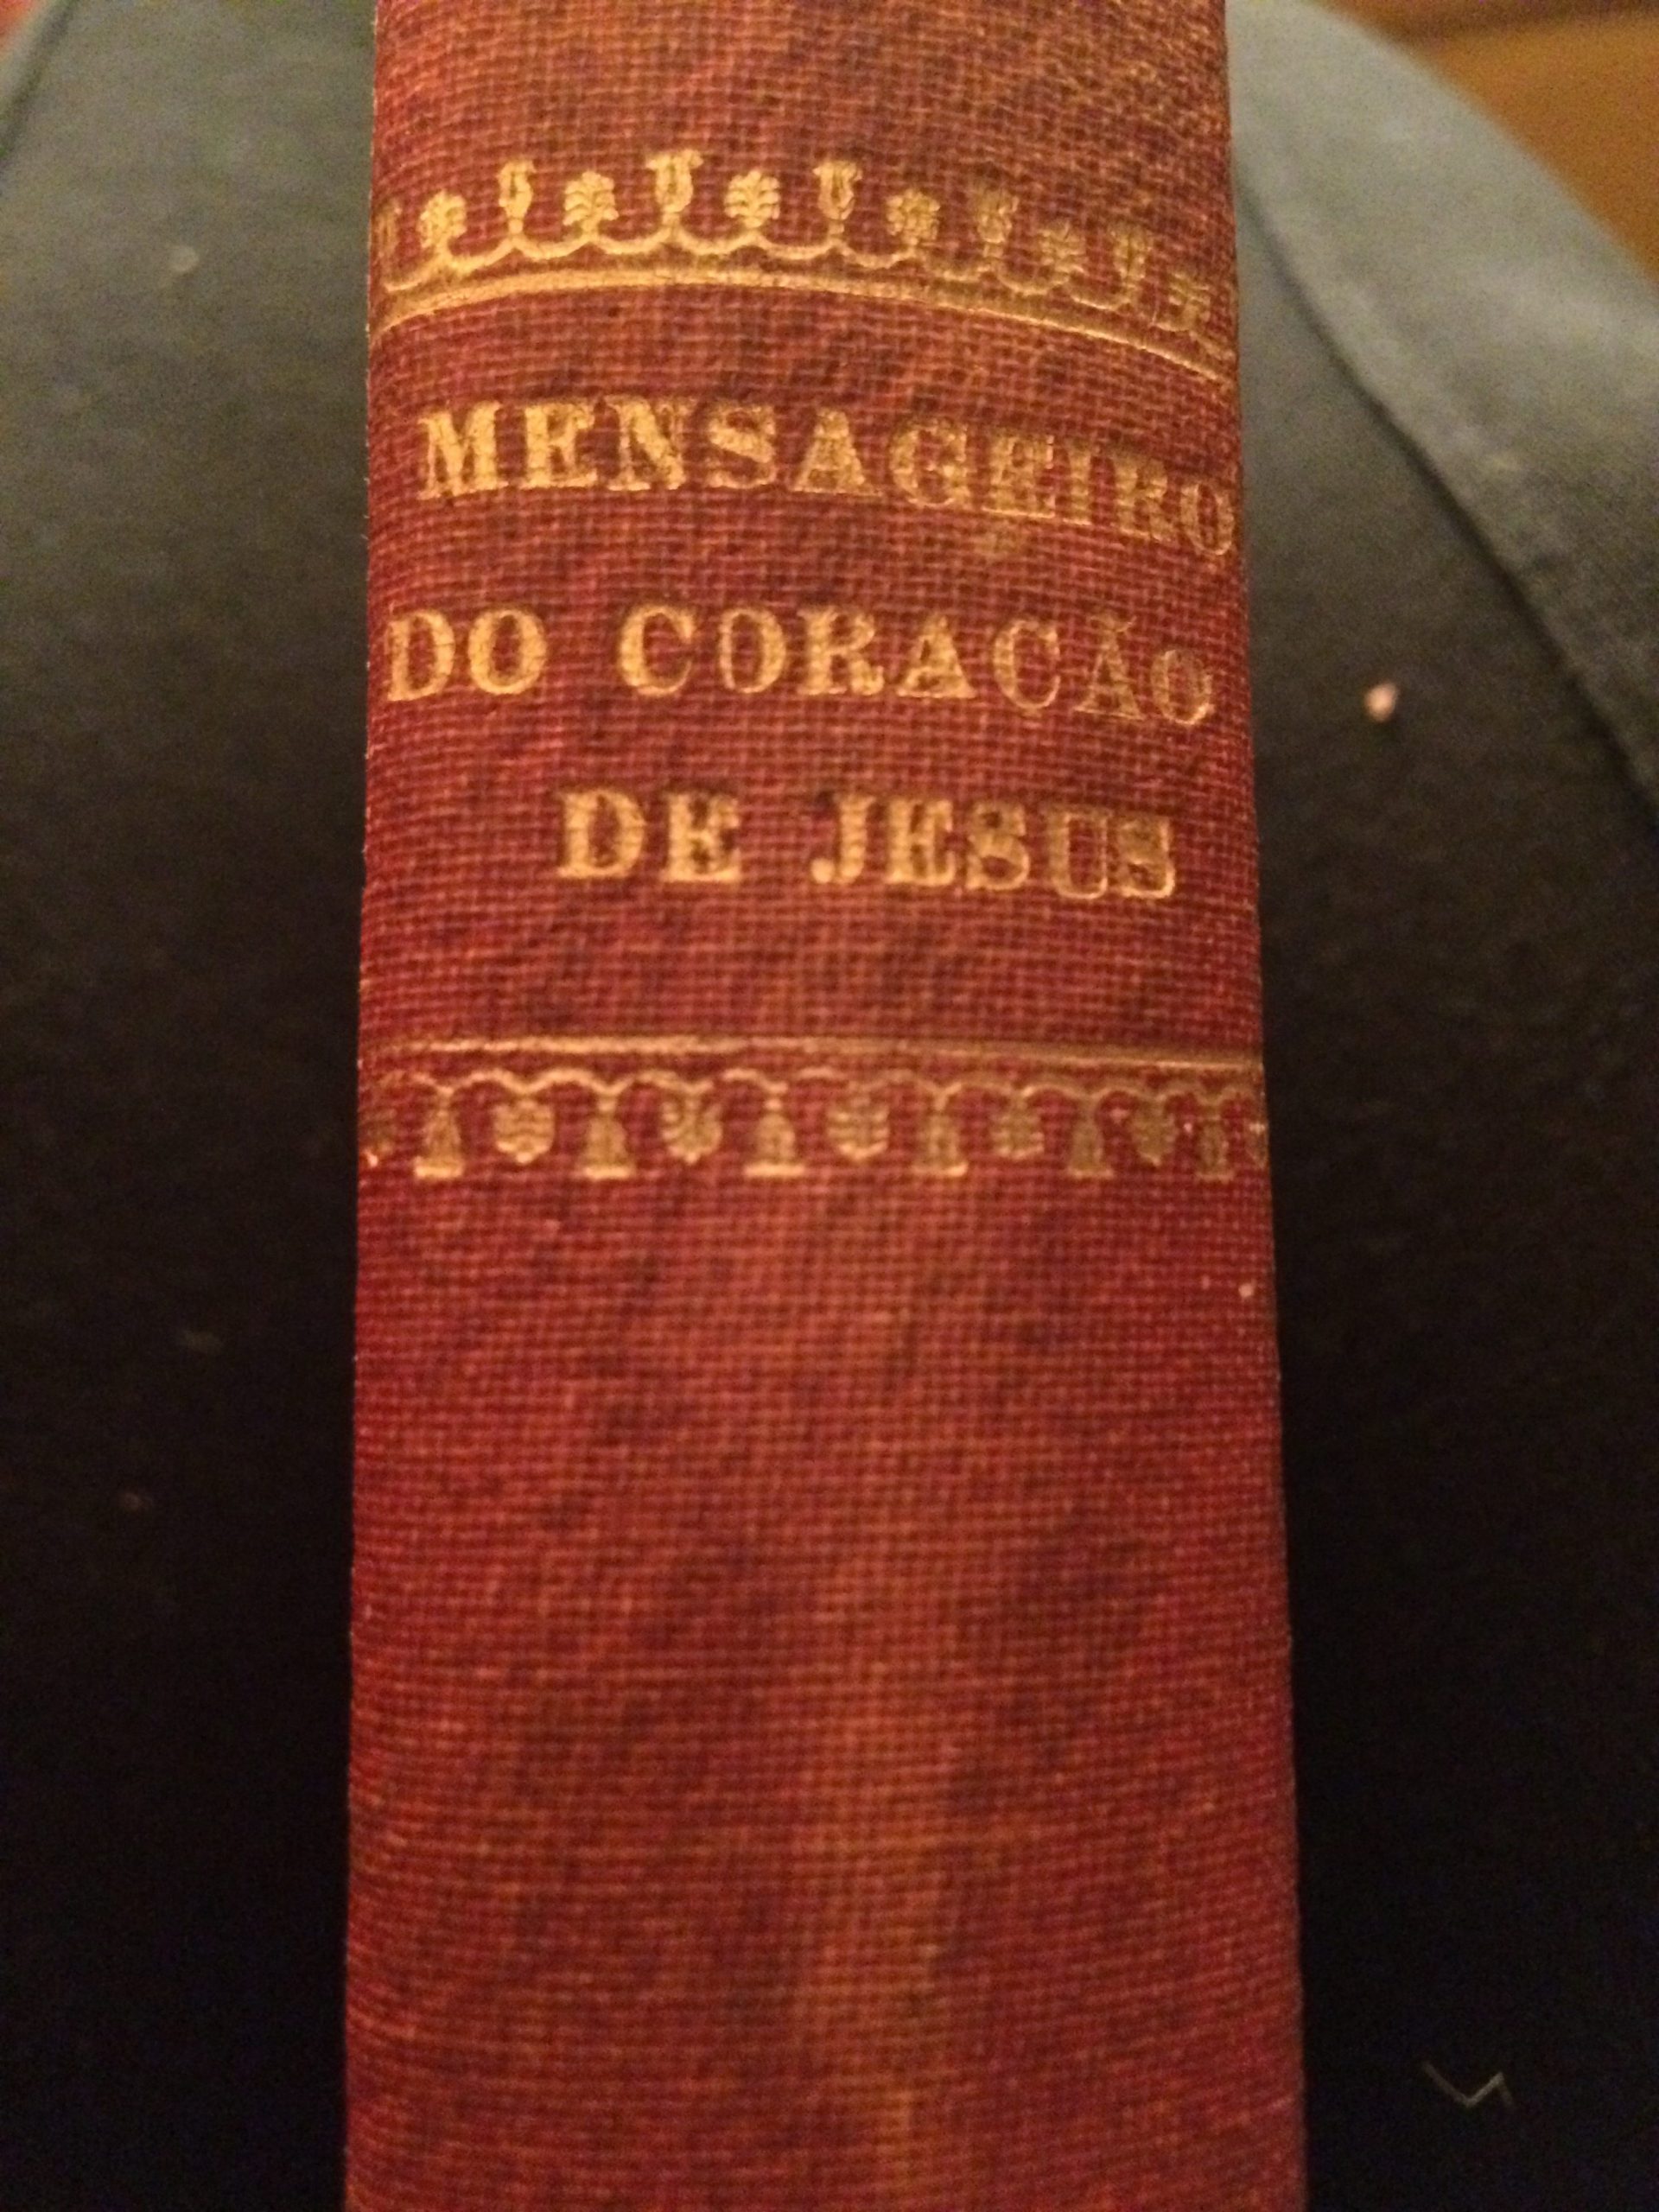 MENSAGEIRO
DO CORAÇÃO
DE JESUS